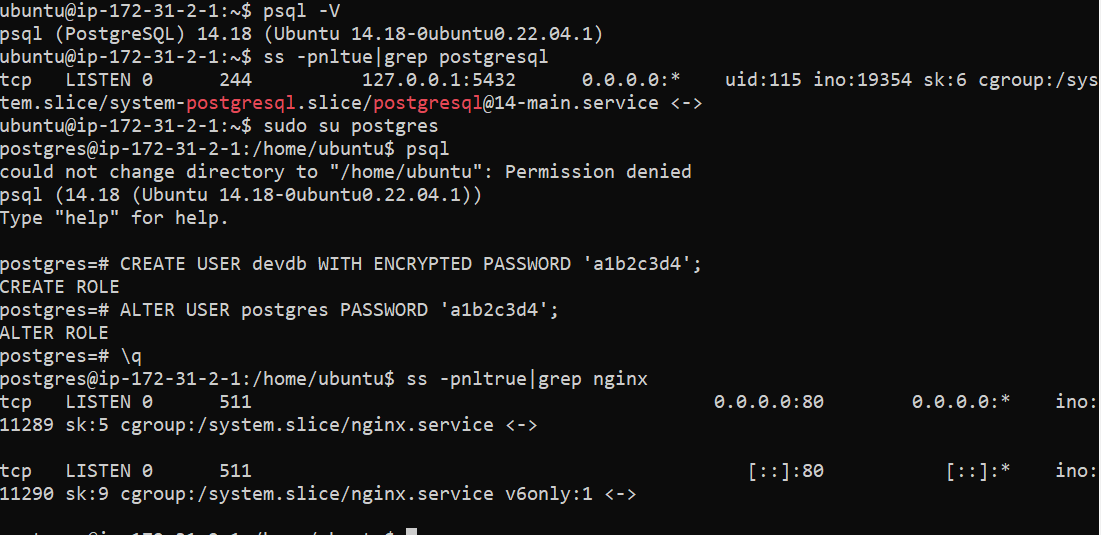 ubuntu@ip-172-31-2-1:~$ psql -V
psql (PostgreSQL) 14.18 (Ubuntu 14.18-0ubuntu0.22.04.1)
ubuntu@ip-172-31-2-1:~$ ss -pnltue|grep postgresql
tcp   LISTEN 0      244          127.0.0.1:5432      0.0.0.0:*    uid:115 ino:19354 sk:6 cgroup:/sys
tem.slice/system-postgresql.slice/postgresql@14-main.service <->
ubuntu@ip-172-31-2-1:~$ sudo su postgres
postgres@ip-172-31-2-1:/home/ubuntu$ psql
could not change directory to "/home/ubuntu": Permission denied
psql (14.18 (Ubuntu 14.18-0ubuntu0.22.04.1))
Type "help" for help.

postgres=# CREATE USER devdb WITH ENCRYPTED PASSWORD 'a1b2c3d4';
CREATE ROLE
postgres=# ALTER USER postgres PASSWORD 'a1b2c3d4';
ALTER ROLE
postgres=# \q
postgres@ip-172-31-2-1:/home/ubuntu$ ss -pnltrue|grep nginx
tcp   LISTEN 0      511                                          0.0.0.0:80        0.0.0.0:*    ino:
11289 sk:5 cgroup:/system.slice/nginx.service <->

tcp   LISTEN 0      511                                             [::]:80           [::]:*    ino:
11290 sk:9 cgroup:/system.slice/nginx.service v6only:1 <->